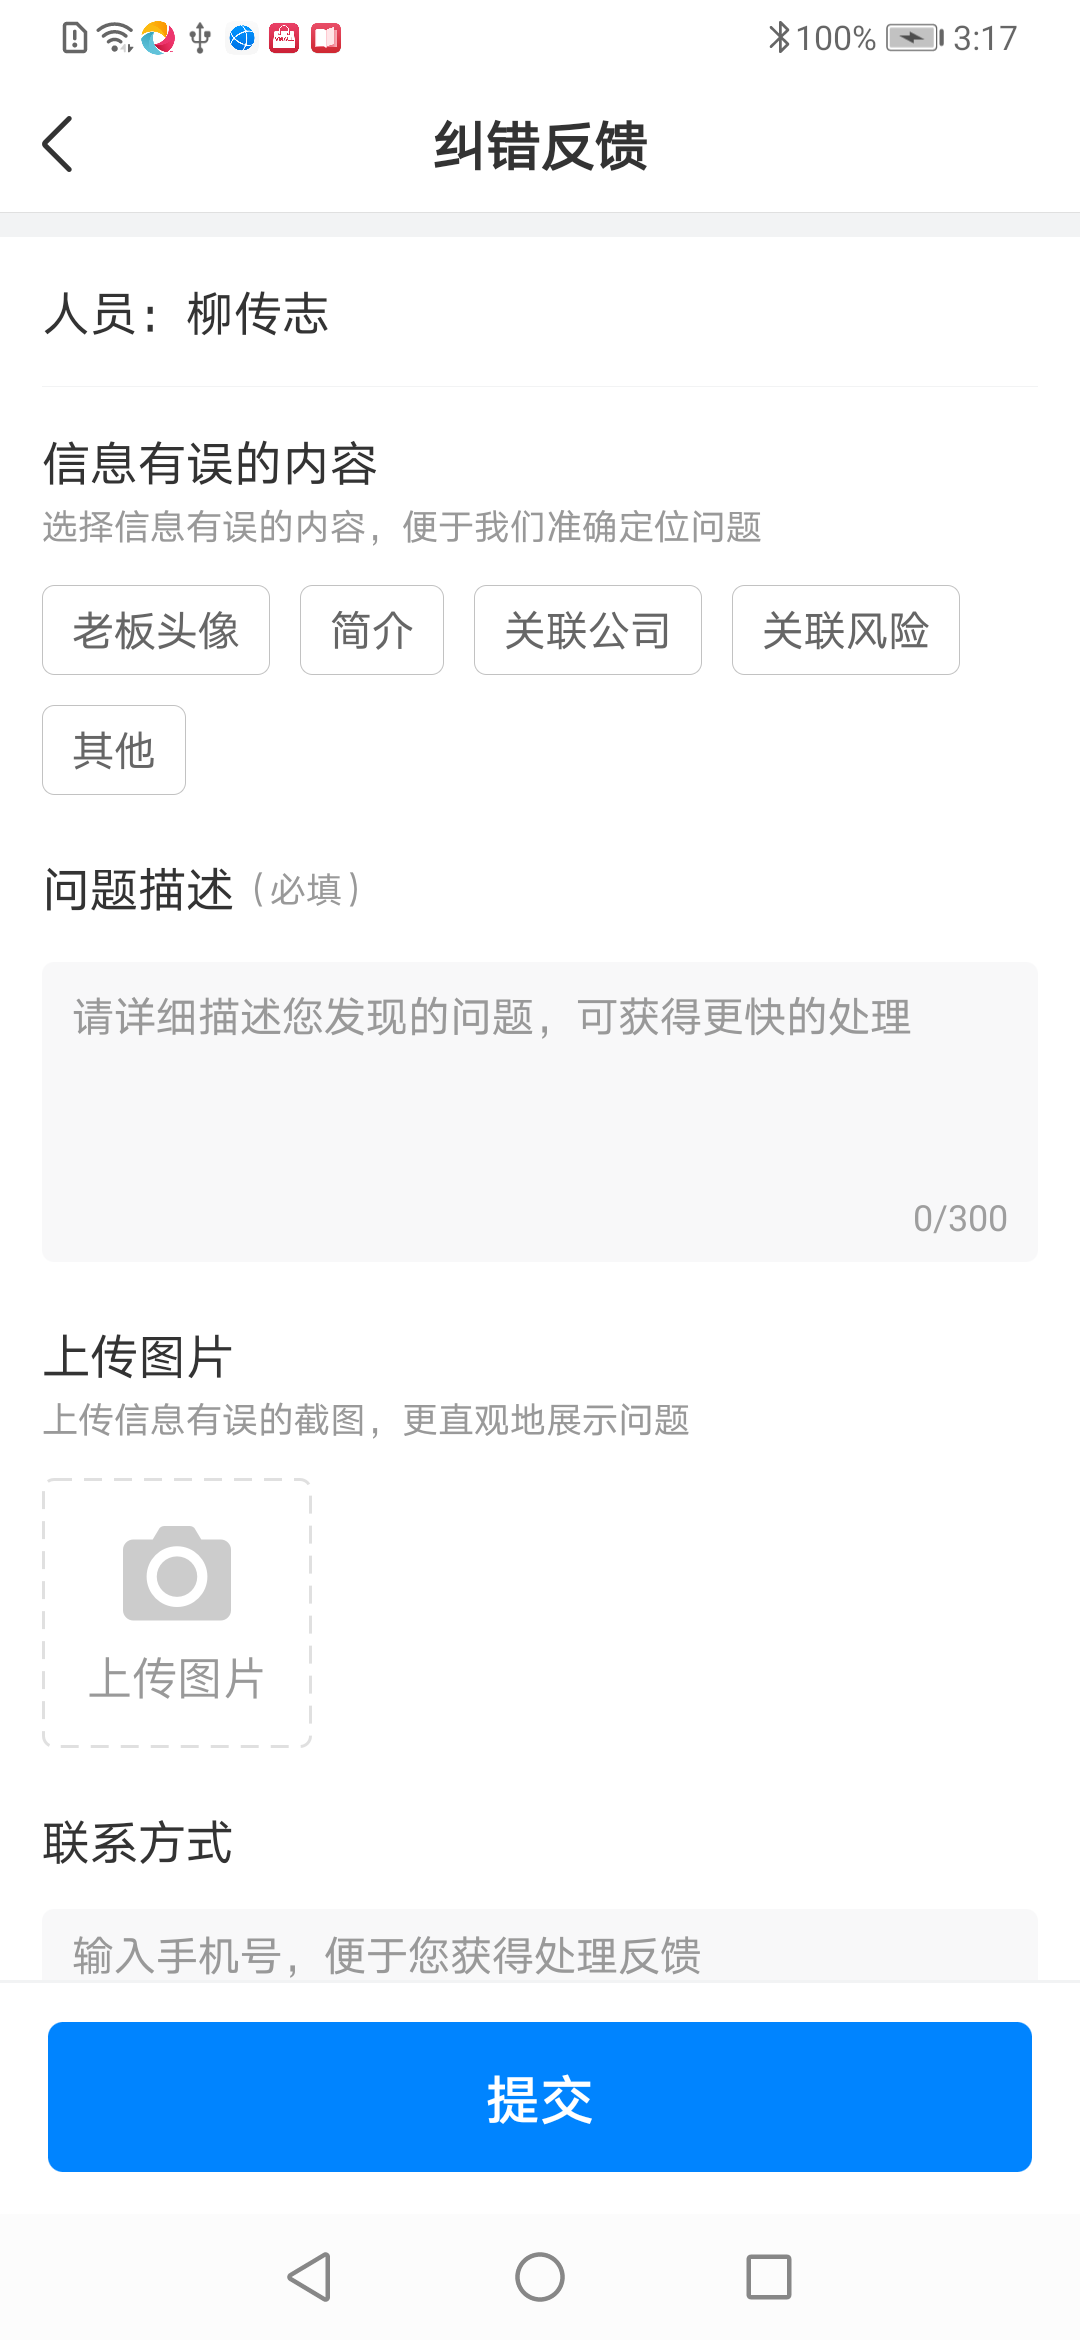 100% 3:17
纠错反馈
人员：柳传志
信息有误的内容
选择信息有误的内容，便于我们准确定位问题
老板头像 简介 关联公司 关联风险
其他
问题描述（必填）
请详细描述您发现的问题，可获得更快的处理
0/300
上传图片
上传信息有误的截图，更直观地展示问题
上传图片
联系方式
输入手机号，便于您获得处理反馈
提交